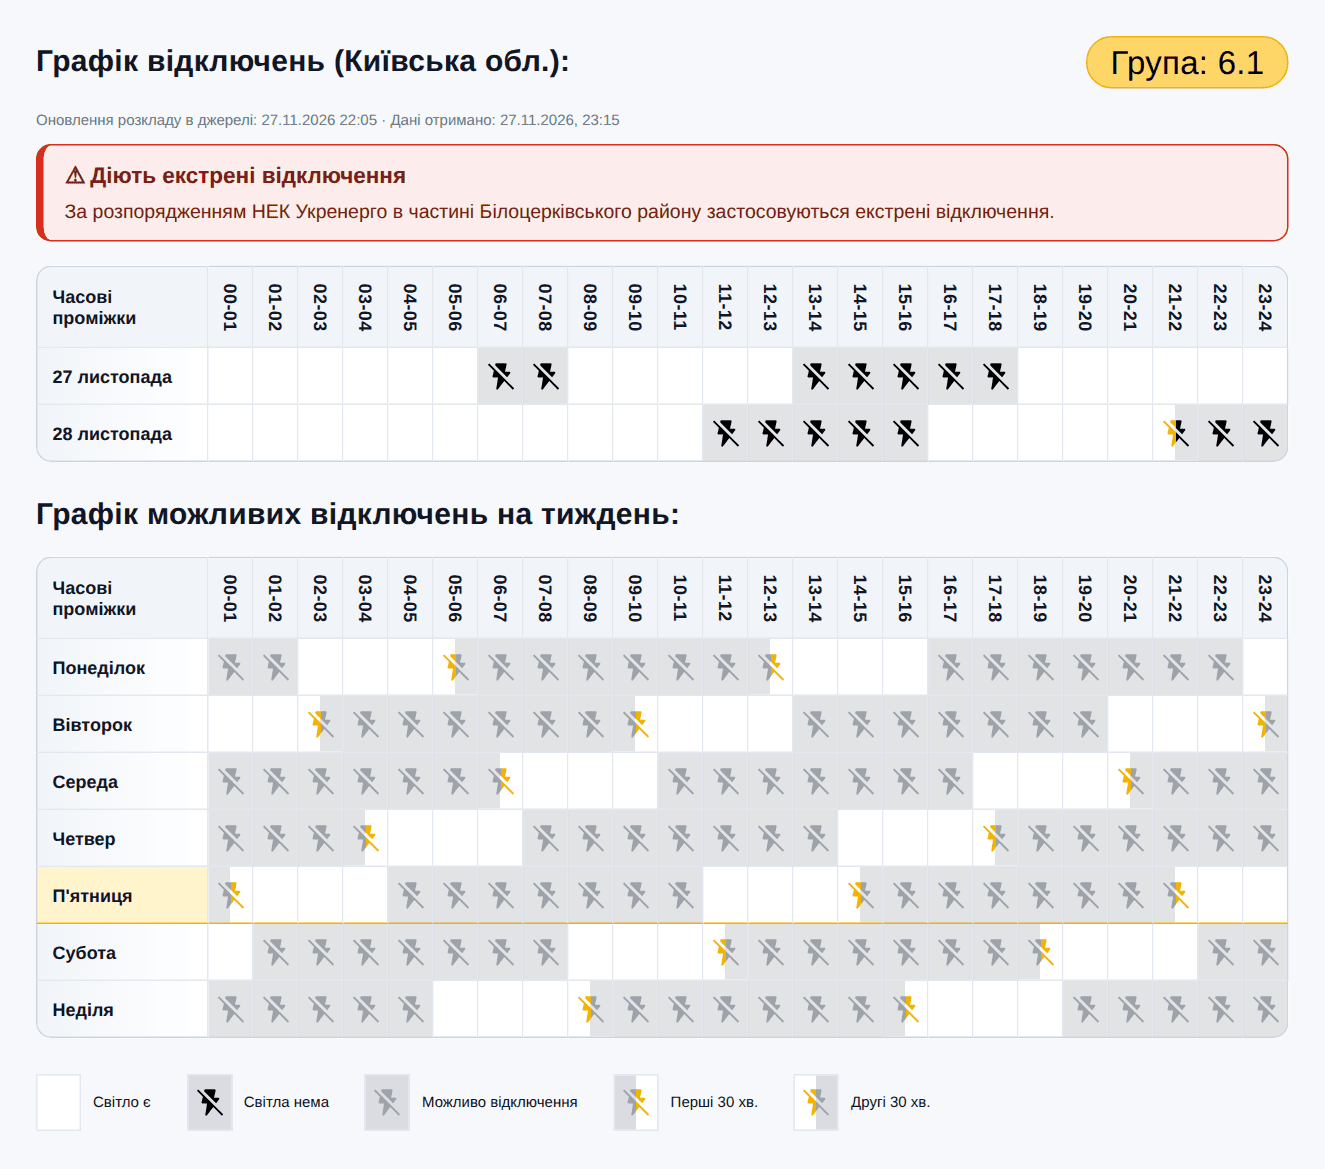 Графік відключень (Київська обл.):
Група: 6.1
Оновлення розкладу в джерелі: 27.11.2026 22:05 · Дані отримано: 27.11.2026, 23:15
⚠ Діють екстрені відключення
За розпорядженням НЕК Укренерго в частині Білоцерківського району застосовуються екстрені відключення.
Часові проміжки 00-01 01-02 02-03 03-04 04-05 05-06 06-07 07-08 08-09 09-10 10-11 11-12 12-13 13-14 14-15 15-16 16-17 17-18 18-19 19-20 20-21 21-22 22-23 23-24
27 листопада
28 листопада
Графік можливих відключень на тиждень:
Часові проміжки 00-01 01-02 02-03 03-04 04-05 05-06 06-07 07-08 08-09 09-10 10-11 11-12 12-13 13-14 14-15 15-16 16-17 17-18 18-19 19-20 20-21 21-22 22-23 23-24
Понеділок
Вівторок
Середа
Четвер
П'ятниця
Субота
Неділя
Світло є
Світла нема
Можливо відключення
Перші 30 хв.
Другі 30 хв.